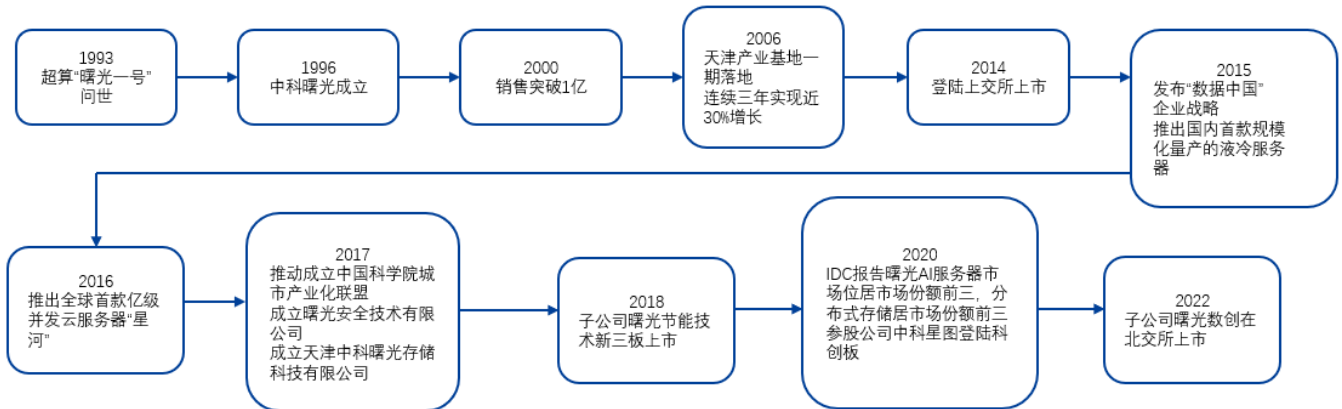 1993
超算“曙光一号”
问世
1996
中科曙光成立
2000
销售突破1亿
2006
天津产业基地一
期落地
连续三年实现近
30%增长
2014
登陆上交所上市
2015
发布“数据中国”
企业战略
推出国内首款规模
化量产的液冷服务
器
2016
推出全球首款亿级
并发云服务器“星
河”
2017
推动成立中国科学院城
市产业化联盟
成立曙光安全技术有限
公司
成立天津中科曙光存储
科技有限公司
2018
子公司曙光节能技
术新三板上市
2020
IDC报告曙光AI服务器市
场位居市场份额前三，分
布式存储居市场份额前三
参股公司中科星图登陆科
创板
2022
子公司曙光数创在
北交所上市